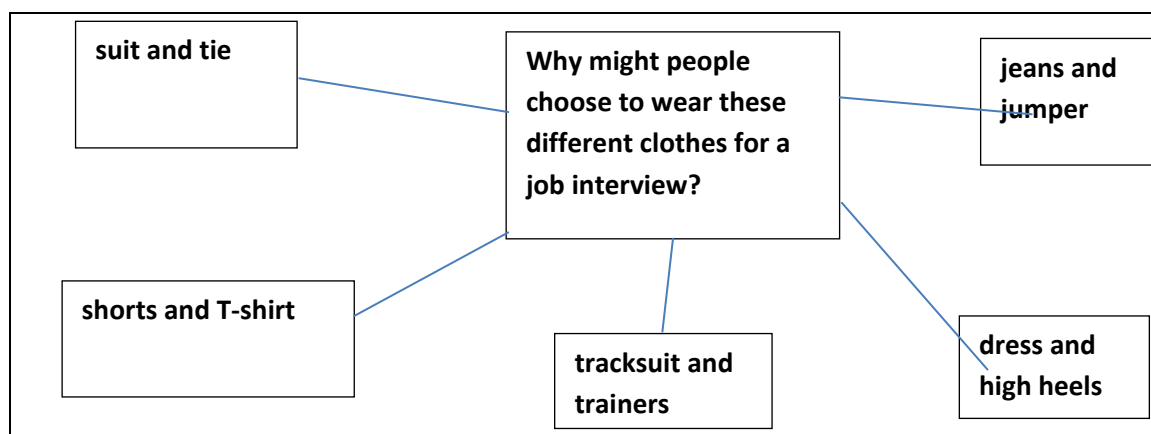 suit and tie
Why might people
choose to wear these
different clothes for a
job interview?
jeans and
jumper
shorts and T-shirt
tracksuit and
trainers
dress and
high heels